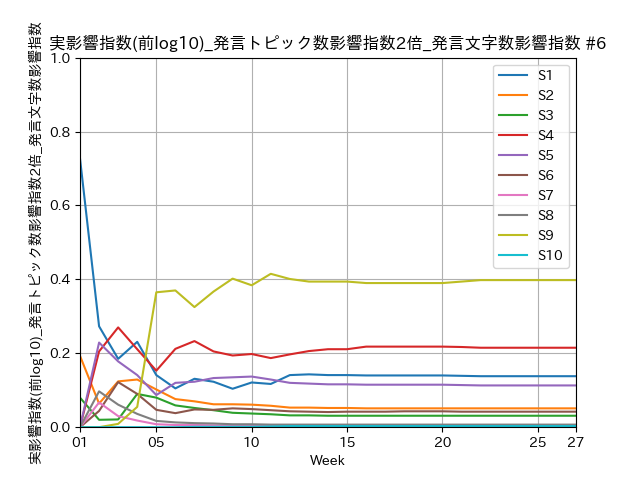 実影響指数(前log10)_発言トピック数影響指数2倍_発言文字数影響指数 #6
実影響指数(前log10)_発言トピック数影響指数2倍_発言文字数影響指数
1.0
0.8
0.6
0.4
0.2
0.0
01
05
10
15
20
25
27
Week
S1
S2
S3
S4
S5
S6
S7
S8
S9
S10